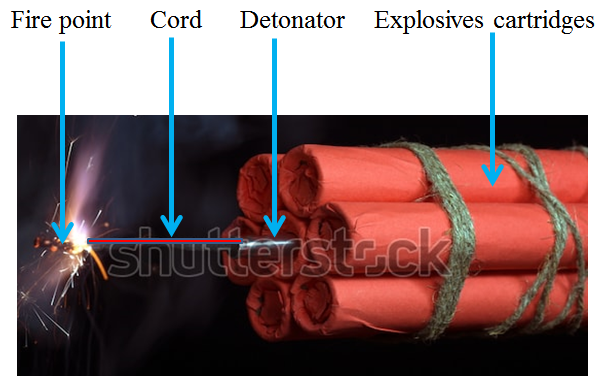 Fire point Cord Detonator Explosives cartridges
shutterstock